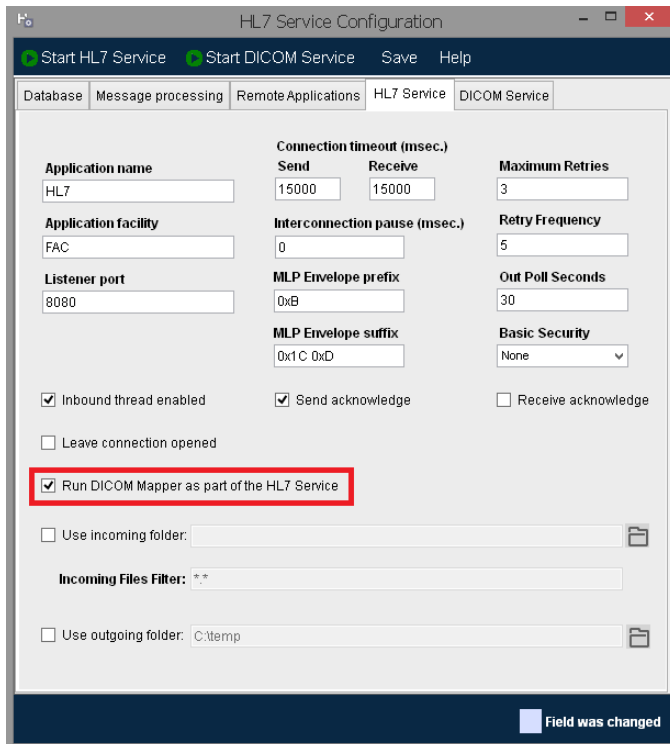 HL7 Service Configuration
Start HL7 Service Start DICOM Service Save Help
Database Message processing Remote Applications HL7 Service DICOM Service
Connection timeout (msec.)
Application name Send Receive Maximum Retries
HL7 15000 15000 3
Application facility Interconnection pause (msec.) Retry Frequency
FAC 0 5
Listener port MLP Envelope prefix Out Poll Seconds
8080 0xB 30
MLP Envelope suffix Basic Security
0x1C 0xD None
Inbound thread enabled Send acknowledge Receive acknowledge
Leave connection opened
Run DICOM Mapper as part of the HL7 Service
Use incoming folder:
Incoming Files Filter: *.*
Use outgoing folder: C:\temp
Field was changed